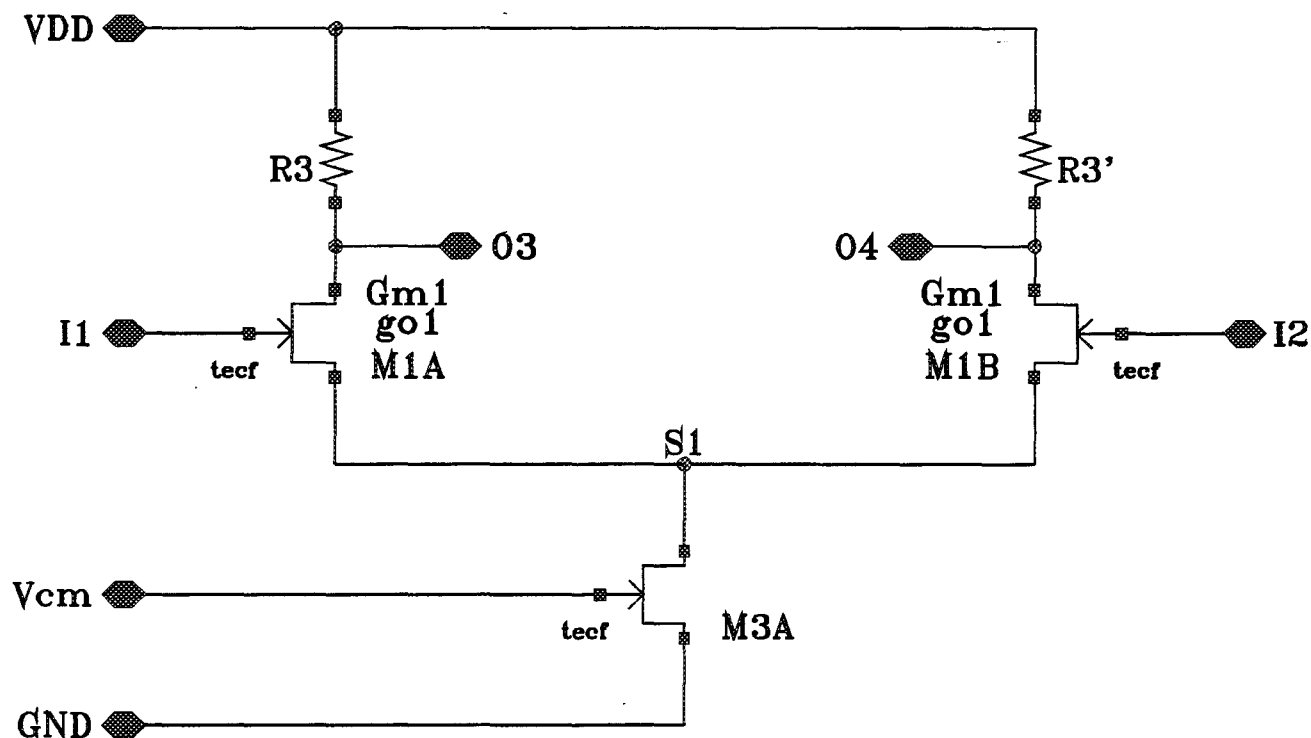 VDD
R3
R3'
O3
O4
Gm1
go1
M1A
Gm1
go1
M1B
I1
I2
tecf
tecf
S1
Vcm
tecf
M3A
GND